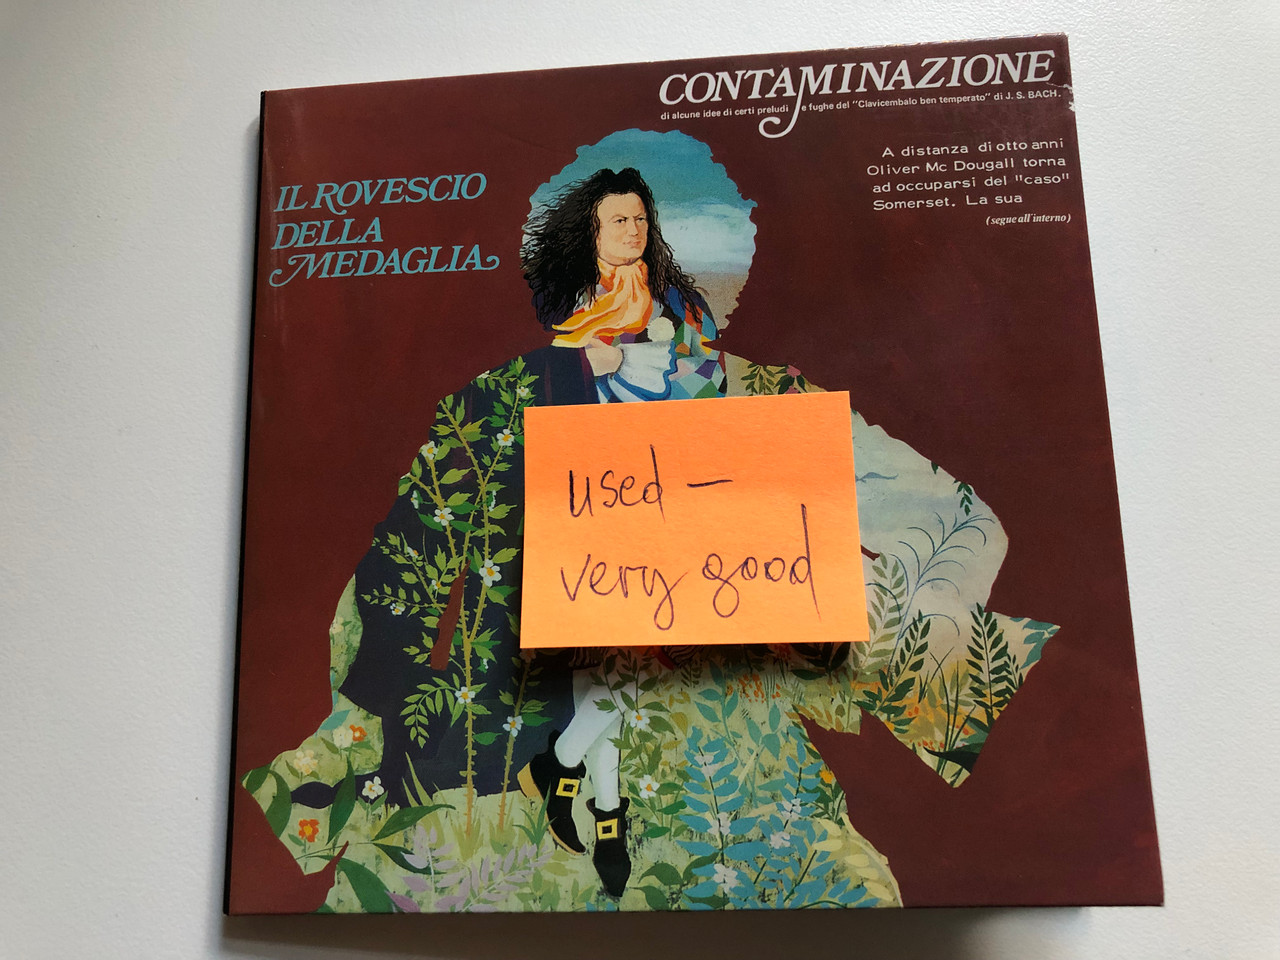 CONTAMINAZIONE
di alcune idee di certi preludi e fughe del "Clavicembalo ben temperato" di J. S. BACH.
A distanza di otto anni
Oliver Mc Dougall torna
ad occuparsi del "caso"
Somerset. La sua
(segue all'interno)
IL ROVESCIO
DELLA
MEDAGLIA
used –
very good